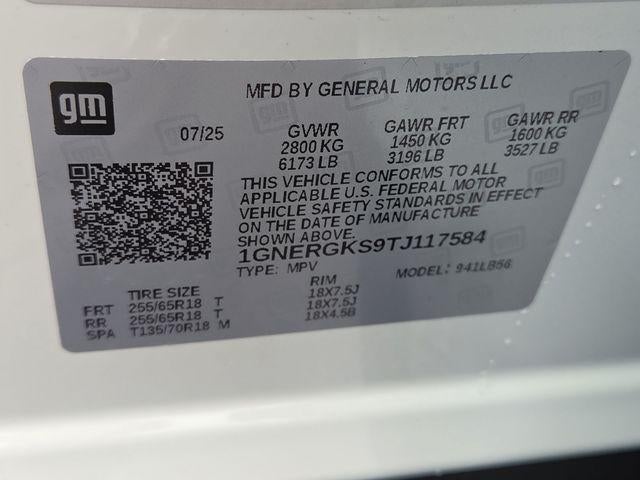 gm
MFD BY GENERAL MOTORS LLC
07/25 GVWR GAWR FRT GAWR RR
2800 KG 1450 KG 1600 KG
6173 LB 3196 LB 3527 LB
THIS VEHICLE CONFORMS TO ALL
APPLICABLE U.S. FEDERAL MOTOR
VEHICLE SAFETY STANDARDS IN EFFECT
ON THE DATE OF MANUFACTURE
SHOWN ABOVE.
1GNERGKS9TJ117584
TYPE: MPV MODEL: 941LB56
TIRE SIZE RIM
FRT 255/65R18 T 18X7.5J
RR 255/65R18 T 18X7.5J
SPA T135/70R18 M 18X4.5B